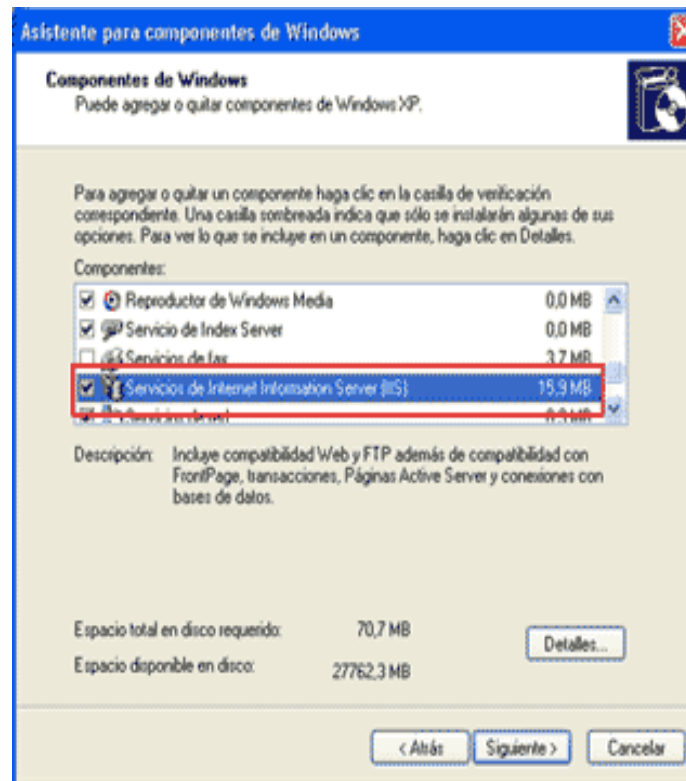 Asistente para componentes de Windows
Componentes de Windows
Puede agregar o quitar componentes de Windows XP.
Para agregar o quitar un componente haga clic en la casilla de verificación
correspondiente. Una casilla sombreada indica que sólo se instalarán algunas de sus
opciones. Para ver lo que se incluye en un componente, haga clic en Detalles.
Componentes:
Reproductor de Windows Media 0,0 MB
Servicio de Index Server 0,0 MB
Servicios de fax 3,7 MB
Servicios de Internet Information Server (IIS) 15,9 MB
Servicios de red 0,0 MB
Descripción: Incluye compatibilidad Web y FTP además de compatibilidad con
FrontPage, transacciones, Páginas Active Server y conexiones con
bases de datos.
Espacio total en disco requerido: 70,7 MB
Detalles...
Espacio disponible en disco: 27762,3 MB
< Atrás Siguiente > Cancelar